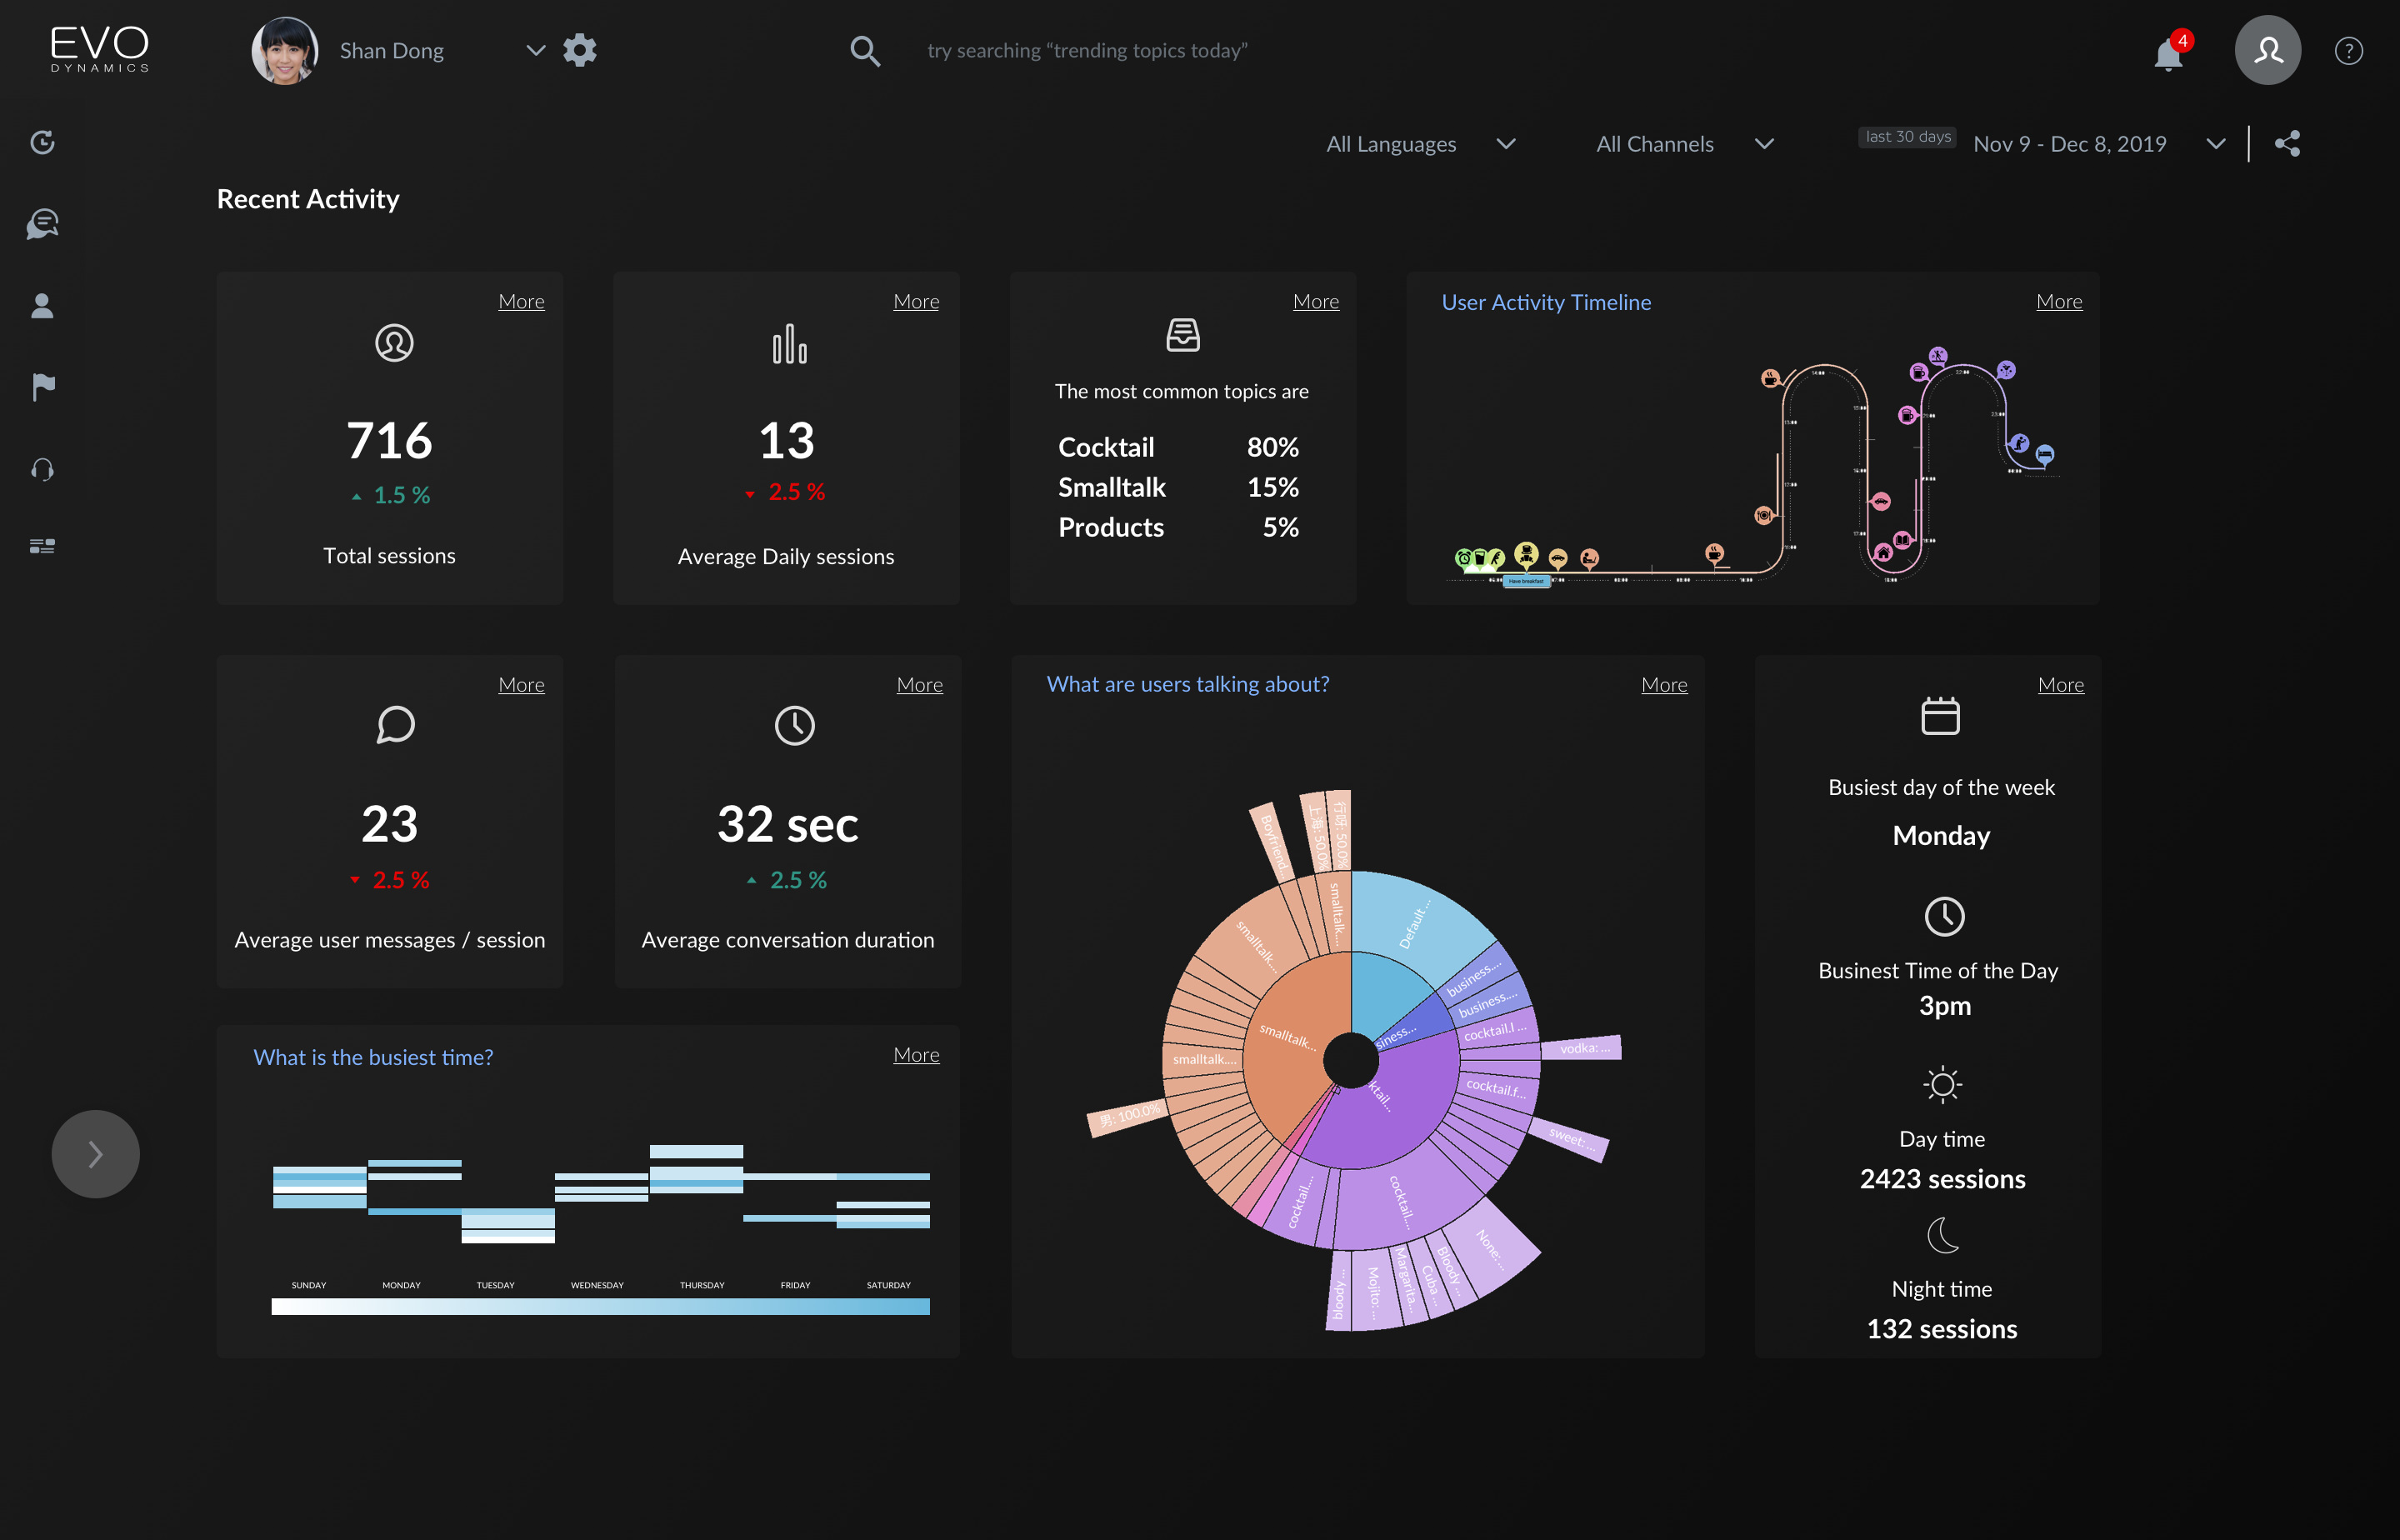 EVO
DYNAMICS
Shan Dong
try searching “trending topics today”
4
?
All Languages
All Channels
last 30 days
Nov 9 - Dec 8, 2019
Recent Activity
More
716
1.5 %
Total sessions
More
13
2.5 %
Average Daily sessions
More
The most common topics are
Cocktail 80%
Smalltalk 15%
Products 5%
User Activity Timeline
More
Have breakfast
More
23
2.5 %
Average user messages / session
More
32 sec
2.5 %
Average conversation duration
What are users talking about?
More
Boyfriend...
上海: 50.0%
smalltalk....
smalltalk....
Default ...
business....
business....
smalltalk...
siness...
cocktail.l ...
vodka: ...
smalltalk....
cocktail.f...
ktail...
男: 100.0%
sweet: ...
cocktail....
cocktail....
None: ...
Bloody ...
Cuba ...
Margarita...
Mojito: ...
bloody ...
More
Busiest day of the week
Monday
Businest Time of the Day
3pm
Day time
2423 sessions
Night time
132 sessions
What is the busiest time?
More
SUNDAY MONDAY TUESDAY WEDNESDAY THURSDAY FRIDAY SATURDAY